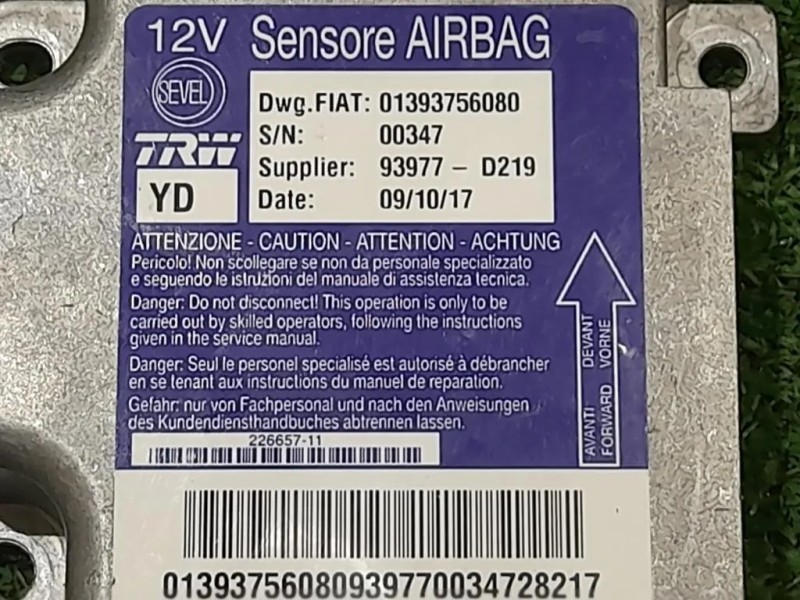 12V Sensore AIRBAG
SEVEL
Dwg.FIAT: 01393756080
S/N: 00347
Supplier: 93977 - D219
Date: 09/10/17
TRW
YD
ATTENZIONE - CAUTION - ATTENTION - ACHTUNG
Pericolo! Non scollegare se non da personale specializzato
e seguendo le istruzioni del manuale di assistenza tecnica.
Danger: Do not disconnect! This operation is only to be
carried out by skilled operators, following the instructions
given in the service manual.
Danger: Seul le personel specialisé est autorisé à débrancher
en se tenant aux instructions du manuel de reparation.
Gefahr: nur von Fachpersonal und nach den Anweisungen
des Kundendiensthandbuches abtrennen lassen.
AVANTI DEVANT
FORWARD VORNE
226657-11
01393756080939770034728217